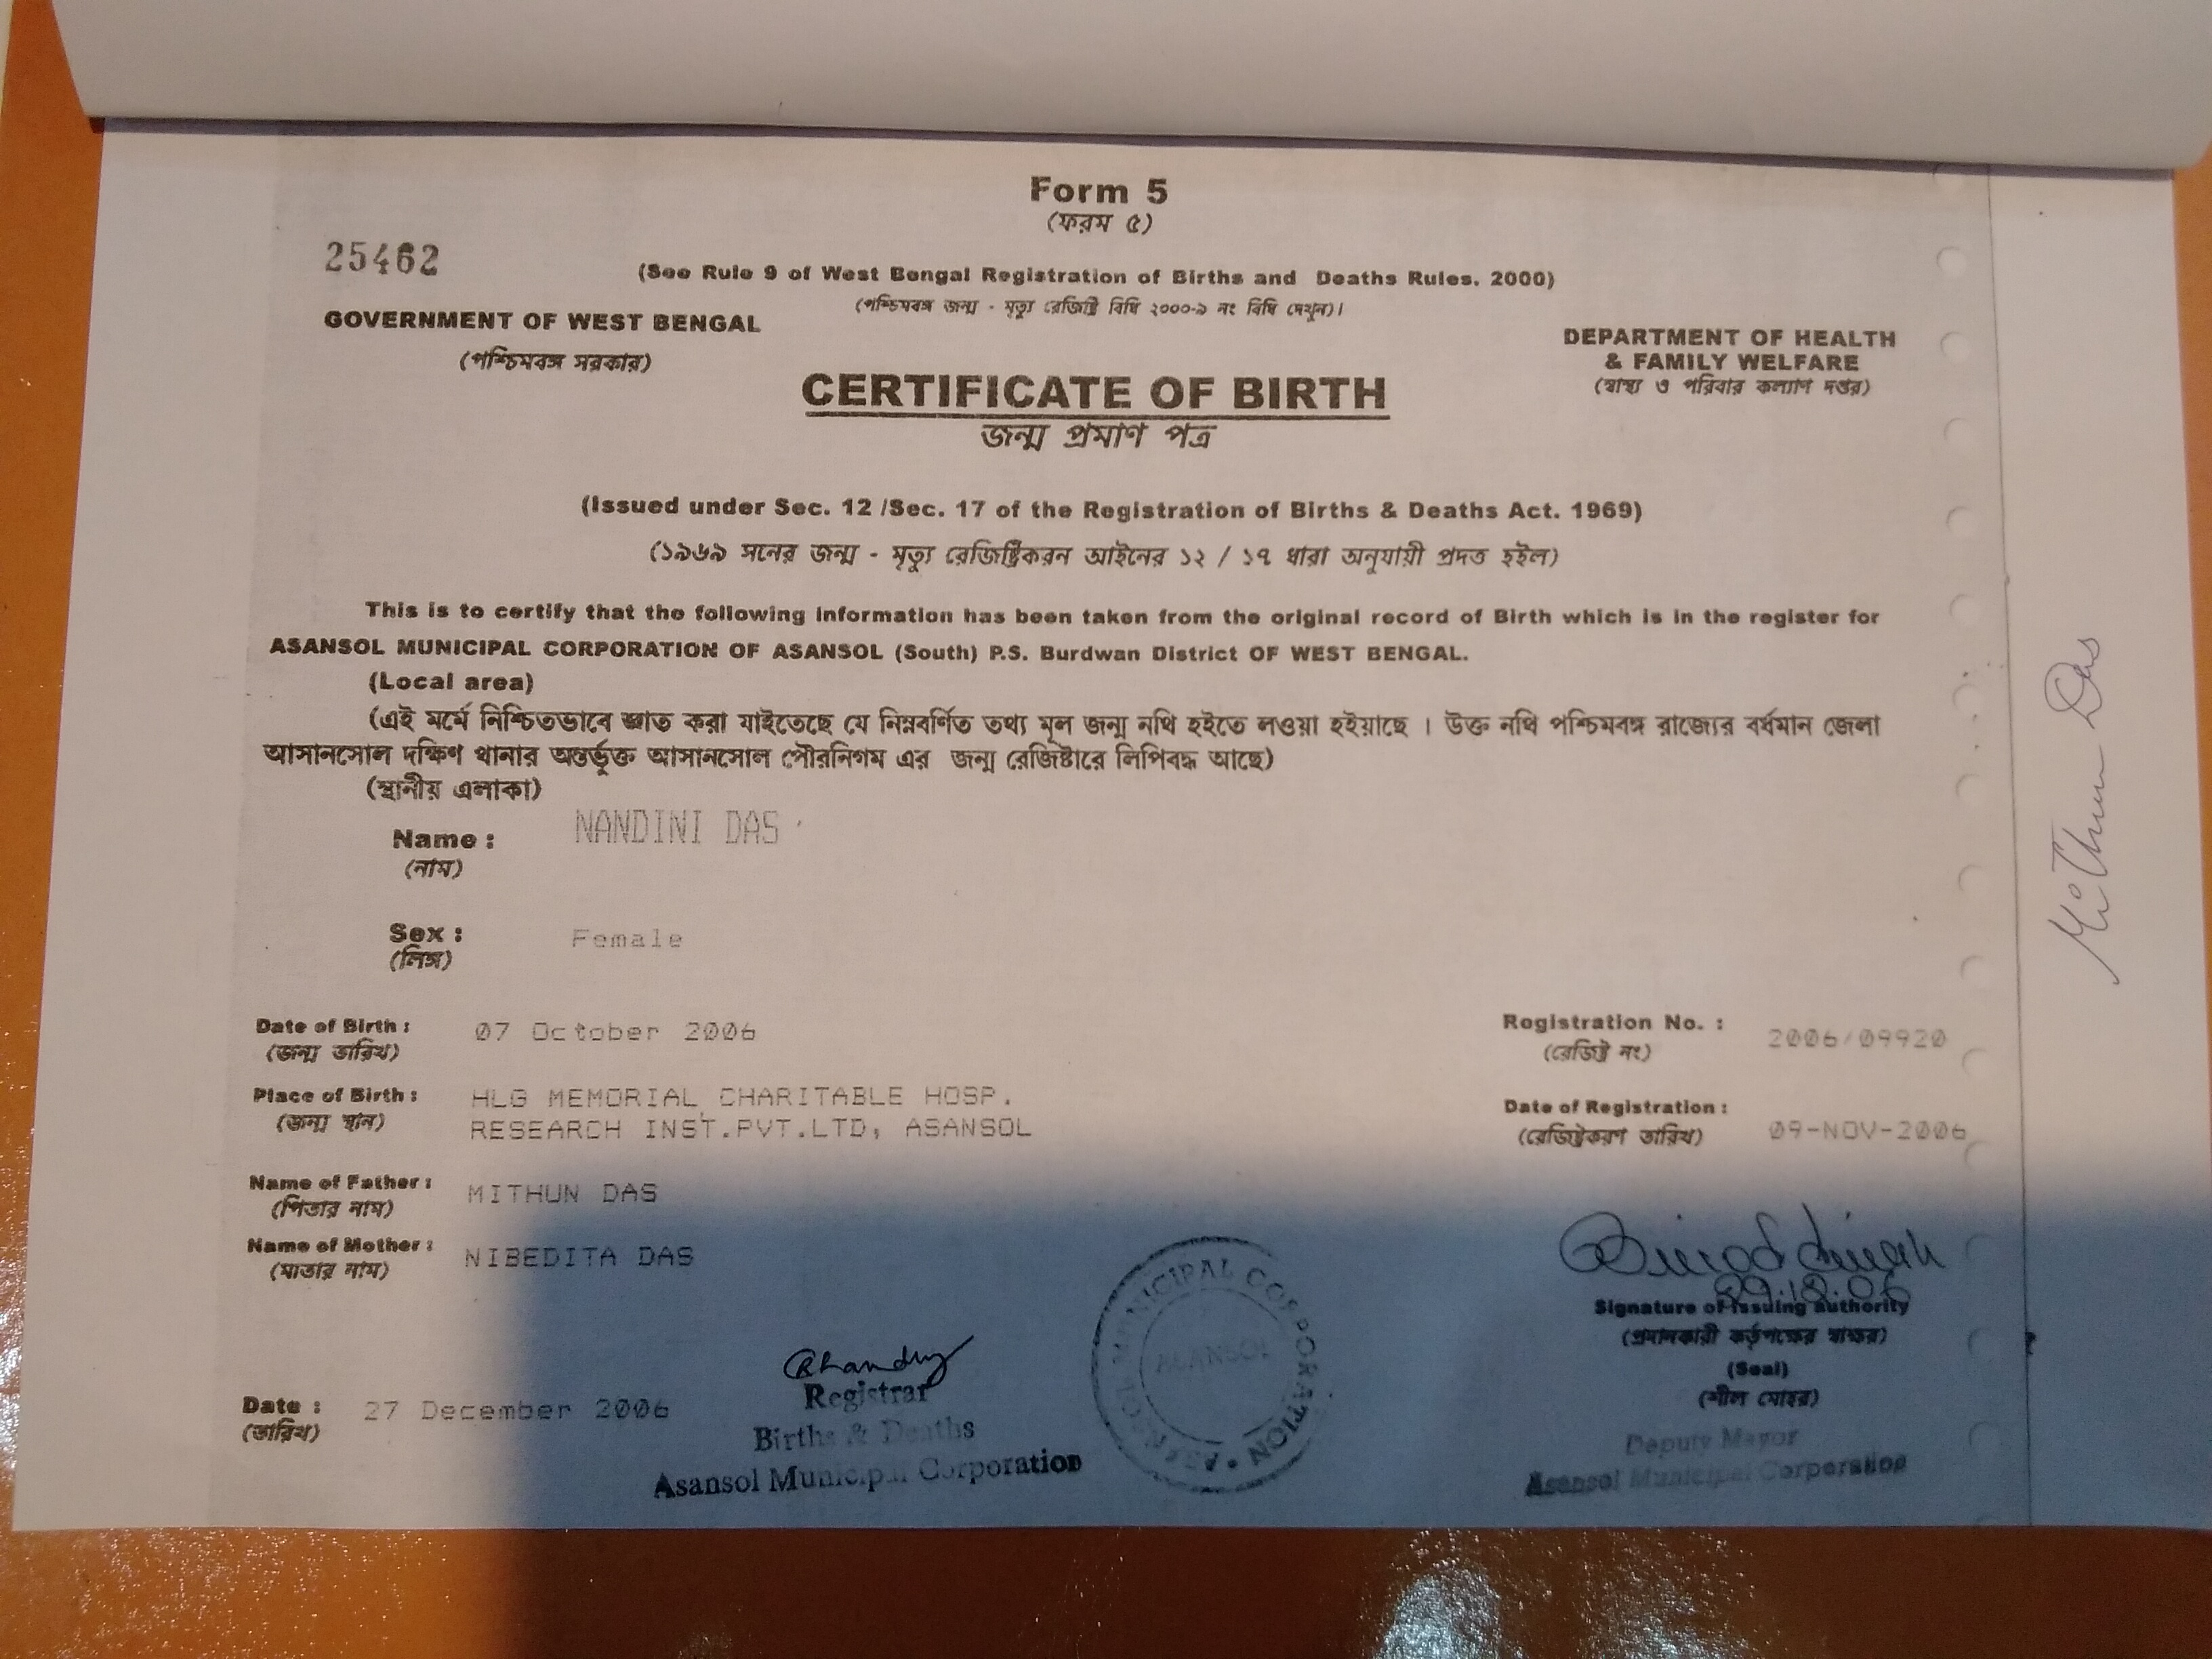 Form 5
(ফরম ৫)
25462
(See Rule 9 of West Bengal Registration of Births and Deaths Rules. 2000)
(পশ্চিমবঙ্গ জন্ম - মৃত্যু রেজিষ্ট্রি বিধি ২০০০-৯ নং বিধি দেখুন)।
GOVERNMENT OF WEST BENGAL
(পশ্চিমবঙ্গ সরকার)
DEPARTMENT OF HEALTH
& FAMILY WELFARE
(স্বাস্থ্য ও পরিবার কল্যাণ দপ্তর)
CERTIFICATE OF BIRTH
জন্ম প্রমাণ পত্র
(Issued under Sec. 12 /Sec. 17 of the Registration of Births & Deaths Act. 1969)
(১৯৬৯ সনের জন্ম - মৃত্যু রেজিষ্ট্রিকরন আইনের ১২ / ১৭ ধারা অনুযায়ী প্রদত্ত হইল)
This is to certify that the following information has been taken from the original record of Birth which is in the register for
ASANSOL MUNICIPAL CORPORATION OF ASANSOL (South) P.S. Burdwan District OF WEST BENGAL.
(Local area)
(এই মর্মে নিশ্চিতভাবে জ্ঞাত করা যাইতেছে যে নিম্নবর্ণিত তথ্য মূল জন্ম নথি হইতে লওয়া হইয়াছে । উক্ত নথি পশ্চিমবঙ্গ রাজ্যের বর্ধমান জেলা
আসানসোল দক্ষিণ থানার অন্তর্ভুক্ত আসানসোল পৌরনিগম এর জন্ম রেজিষ্টারে লিপিবদ্ধ আছে)
(স্থানীয় এলাকা)
Name : NANDINI DAS
(নাম)
Sex : Female
(লিঙ্গ)
Date of Birth : 07 October 2006
(জন্ম তারিখ)
Registration No. : 2006/09920
(রেজিষ্ট্রি নং)
Place of Birth : HLG MEMORIAL CHARITABLE HOSP.
(জন্ম স্থান) RESEARCH INST.PVT.LTD, ASANSOL
Date of Registration : 09-NOV-2006
(রেজিষ্ট্রিকরণ তারিখ)
Name of Father : MITHUN DAS
(পিতার নাম)
Name of Mother : NIBEDITA DAS
(মাতার নাম)
29.12.06
Signature of Issuing authority
(প্রদানকারী কর্তৃপক্ষের স্বাক্ষর)
(Seal)
(শীল মোহর)
Deputy Mayor
Asansol Municipal Corporation
Date : 27 December 2006
(তারিখ)
Registrar
Births & Deaths
Asansol Municipal Corporation
ASANSOL MUNICIPAL CORPORATION
ASANSOL
Mithun Das